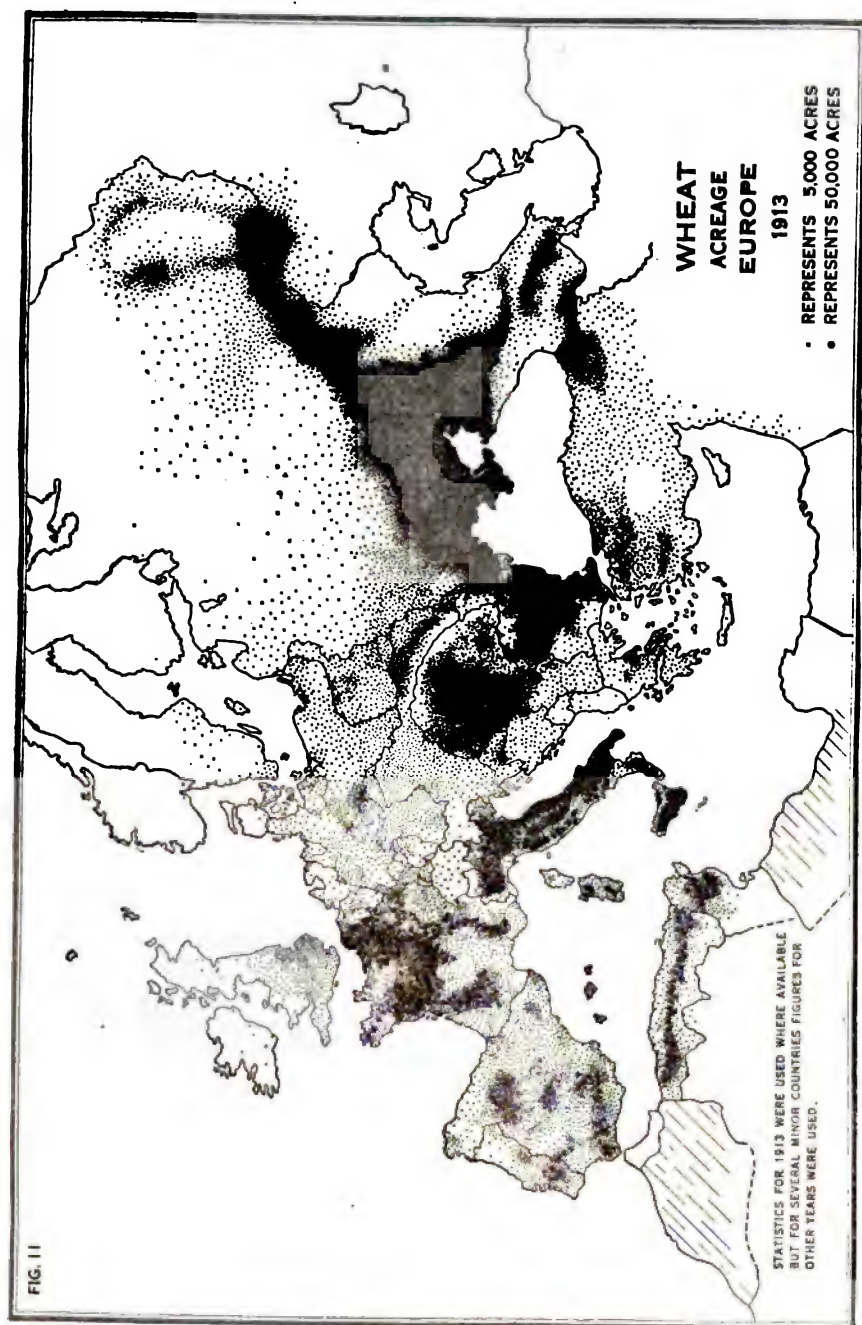 FIG. 11
WHEAT
ACREAGE
EUROPE
1913
· REPRESENTS 5,000 ACRES
• REPRESENTS 50,000 ACRES
STATISTICS FOR 1913 WERE USED WHERE AVAILABLE
BUT FOR SEVERAL MINOR COUNTRIES FIGURES FOR
OTHER YEARS WERE USED.